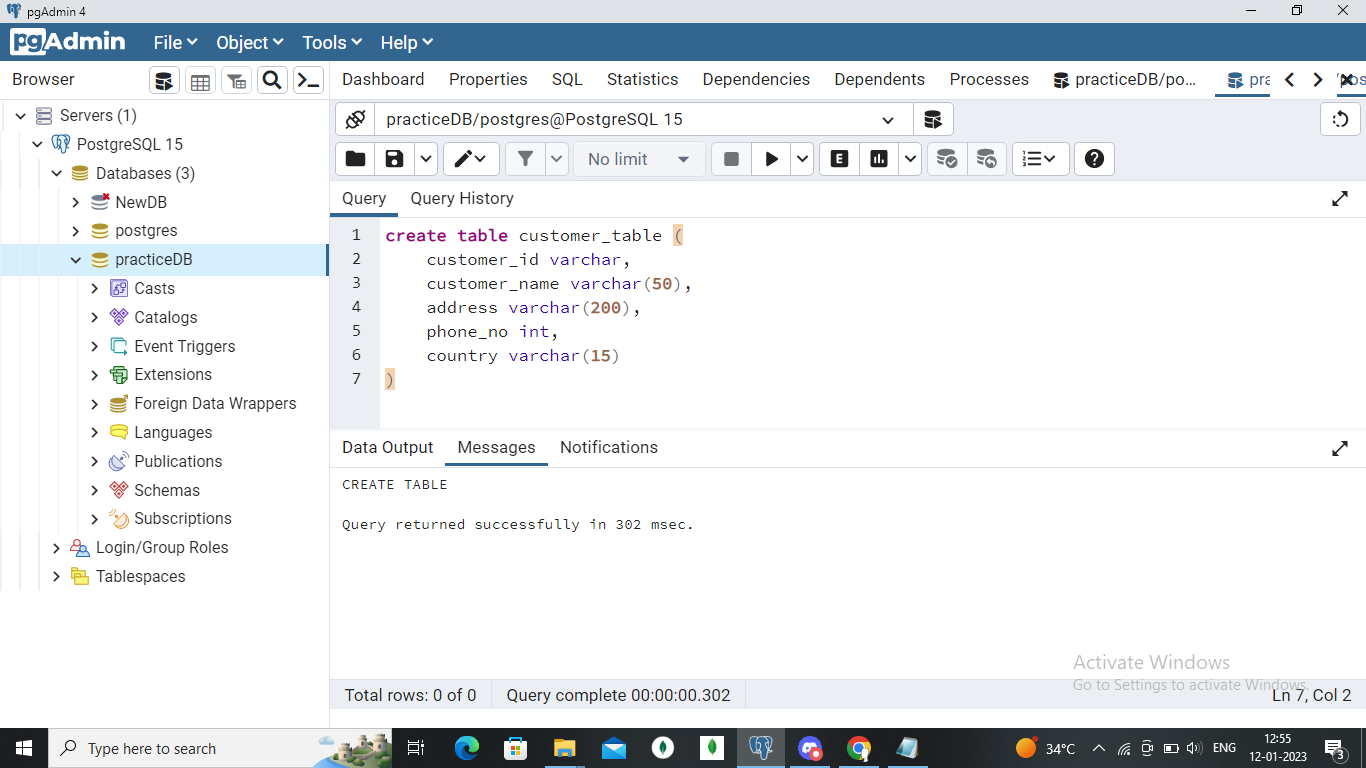 pgAdmin 4
pgAdmin File Object Tools Help
Browser
Dashboard Properties SQL Statistics Dependencies Dependents Processes practiceDB/po... pra pos
Servers (1)
PostgreSQL 15
Databases (3)
NewDB
postgres
practiceDB
Casts
Catalogs
Event Triggers
Extensions
Foreign Data Wrappers
Languages
Publications
Schemas
Subscriptions
Login/Group Roles
Tablespaces
practiceDB/postgres@PostgreSQL 15
No limit
E
Query Query History
1 create table customer_table (
2 customer_id varchar,
3 customer_name varchar(50),
4 address varchar(200),
5 phone_no int,
6 country varchar(15)
7 )
Data Output Messages Notifications
CREATE TABLE
Query returned successfully in 302 msec.
Activate Windows
Go to Settings to activate Windows.
Total rows: 0 of 0 Query complete 00:00:00.302 Ln 7, Col 2
Type here to search
34°C ENG 12:55
12-01-2023
3